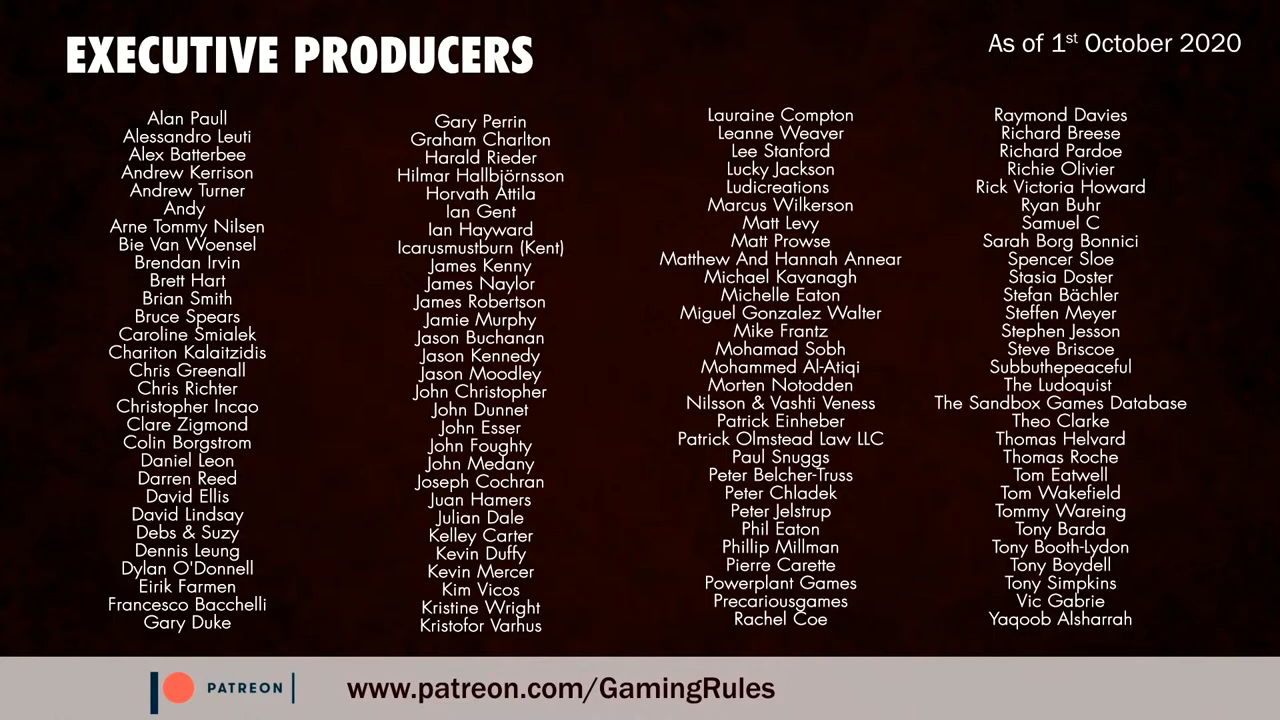 EXECUTIVE PRODUCERS
As of 1st October 2020
Alan Paull
Alessandro Leuti
Alex Batterbee
Andrew Kerrison
Andrew Turner
Andy
Arne Tommy Nilsen
Bie Van Woensel
Brendan Irvin
Brett Hart
Brian Smith
Bruce Spears
Caroline Smialek
Chariton Kalaitzidis
Chris Greenall
Chris Richter
Christopher Incao
Clare Zigmond
Colin Borgstrom
Daniel Leon
Darren Reed
David Ellis
David Lindsay
Debs & Suzy
Dennis Leung
Dylan O'Donnell
Eirik Farmen
Francesco Bacchelli
Gary Duke
Gary Perrin
Graham Charlton
Harald Rieder
Hilmar Hallbjörnsson
Horvath Attila
Ian Gent
Ian Hayward
Icarusmustburn (Kent)
James Kenny
James Naylor
James Robertson
Jamie Murphy
Jason Buchanan
Jason Kennedy
Jason Moodley
John Christopher
John Dunnet
John Esser
John Foughty
John Medany
Joseph Cochran
Juan Hamers
Julian Dale
Kelley Carter
Kevin Duffy
Kevin Mercer
Kim Vicos
Kristine Wright
Kristofor Varhus
Lauraine Compton
Leanne Weaver
Lee Stanford
Lucky Jackson
Ludicreations
Marcus Wilkerson
Matt Levy
Matt Prowse
Matthew And Hannah Annear
Michael Kavanagh
Michelle Eaton
Miguel Gonzalez Walter
Mike Frantz
Mohamad Sobh
Mohammed Al-Atiqi
Morten Notodden
Nilsson & Vashti Veness
Patrick Einheber
Patrick Olmstead Law LLC
Paul Snuggs
Peter Belcher-Truss
Peter Chladek
Peter Jelstrup
Phil Eaton
Phillip Millman
Pierre Carette
Powerplant Games
Precariousgames
Rachel Coe
Raymond Davies
Richard Breese
Richard Pardoe
Richie Olivier
Rick Victoria Howard
Ryan Buhr
Samuel C
Sarah Borg Bonnici
Spencer Sloe
Stasia Doster
Stefan Bächler
Steffen Meyer
Stephen Jesson
Steve Briscoe
Subbuthepeaceful
The Ludoquist
The Sandbox Games Database
Theo Clarke
Thomas Helvard
Thomas Roche
Tom Eatwell
Tom Wakefield
Tommy Wareing
Tony Barda
Tony Booth-Lydon
Tony Boydell
Tony Simpkins
Vic Gabrie
Yaqoob Alsharrah
PATREON
www.patreon.com/GamingRules